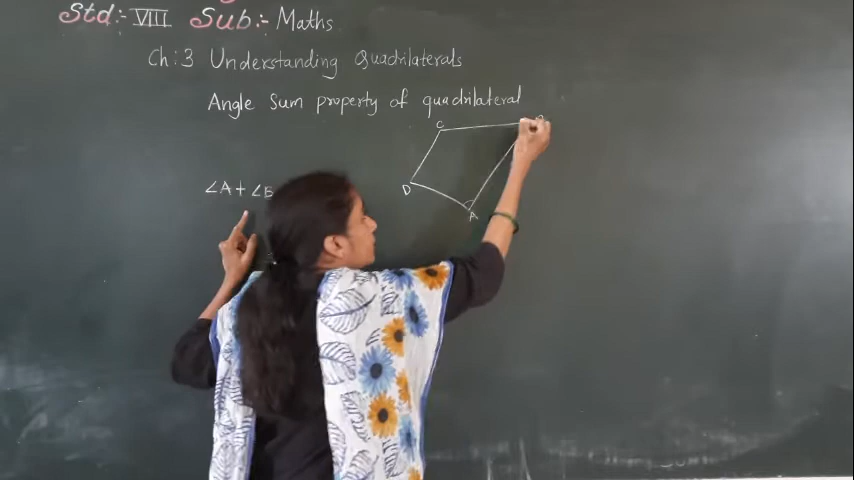 Std:- VIII Sub:- Maths
Ch:3 Understanding Quadrilaterals
Angle Sum property of quadrilateral
C
∠A+ ∠B
D
A